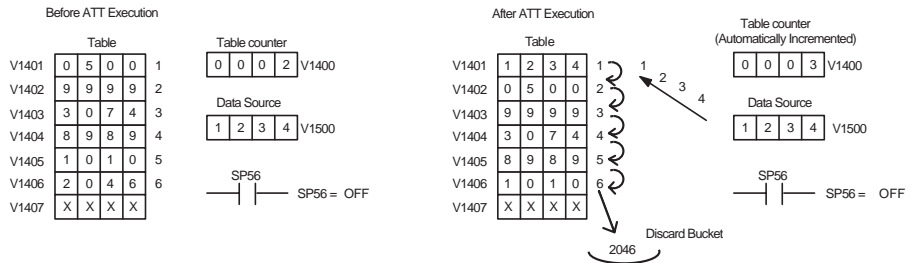 Before ATT Execution
Table
V1401 0 5 0 0 1
V1402 9 9 9 9 2
V1403 3 0 7 4 3
V1404 8 9 8 9 4
V1405 1 0 1 0 5
V1406 2 0 4 6 6
V1407 X X X X
Table counter
0 0 0 2 V1400
Data Source
1 2 3 4 V1500
SP56
SP56 = OFF
After ATT Execution
Table
V1401 1 2 3 4 1
V1402 0 5 0 0 2
V1403 9 9 9 9 3
V1404 3 0 7 4 4
V1405 8 9 8 9 5
V1406 1 0 1 0 6
V1407 X X X X
1 2 3 4
Table counter
(Automatically Incremented)
0 0 0 3 V1400
Data Source
1 2 3 4 V1500
SP56
SP56 = OFF
Discard Bucket
2046